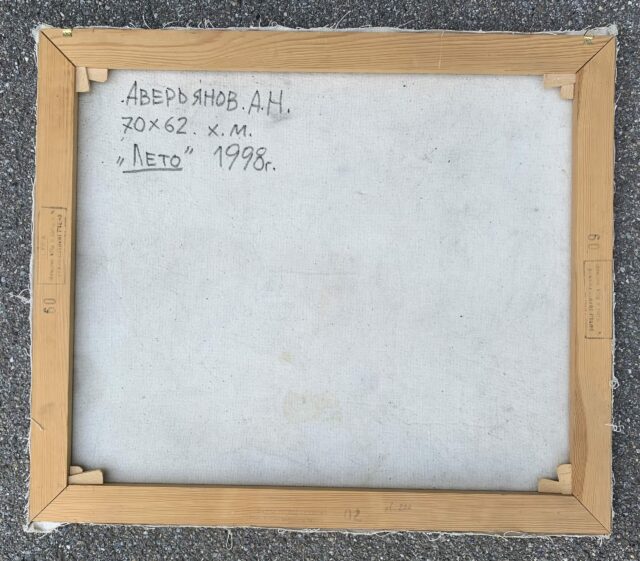 АВЕРЬЯНОВ. А.Н.
70×62. х.м.
„Лето" 1998г.
60
60